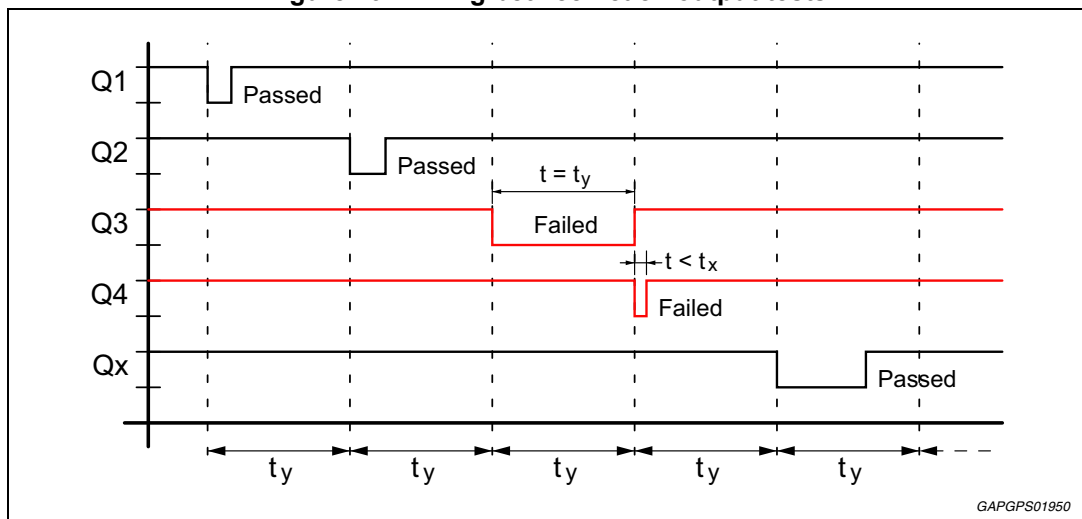 Q1
Passed
Q2
Passed
t = ty
Q3
Failed
t < tx
Q4
Failed
Qx
Passed
ty ty ty ty ty
GAPGPS01950